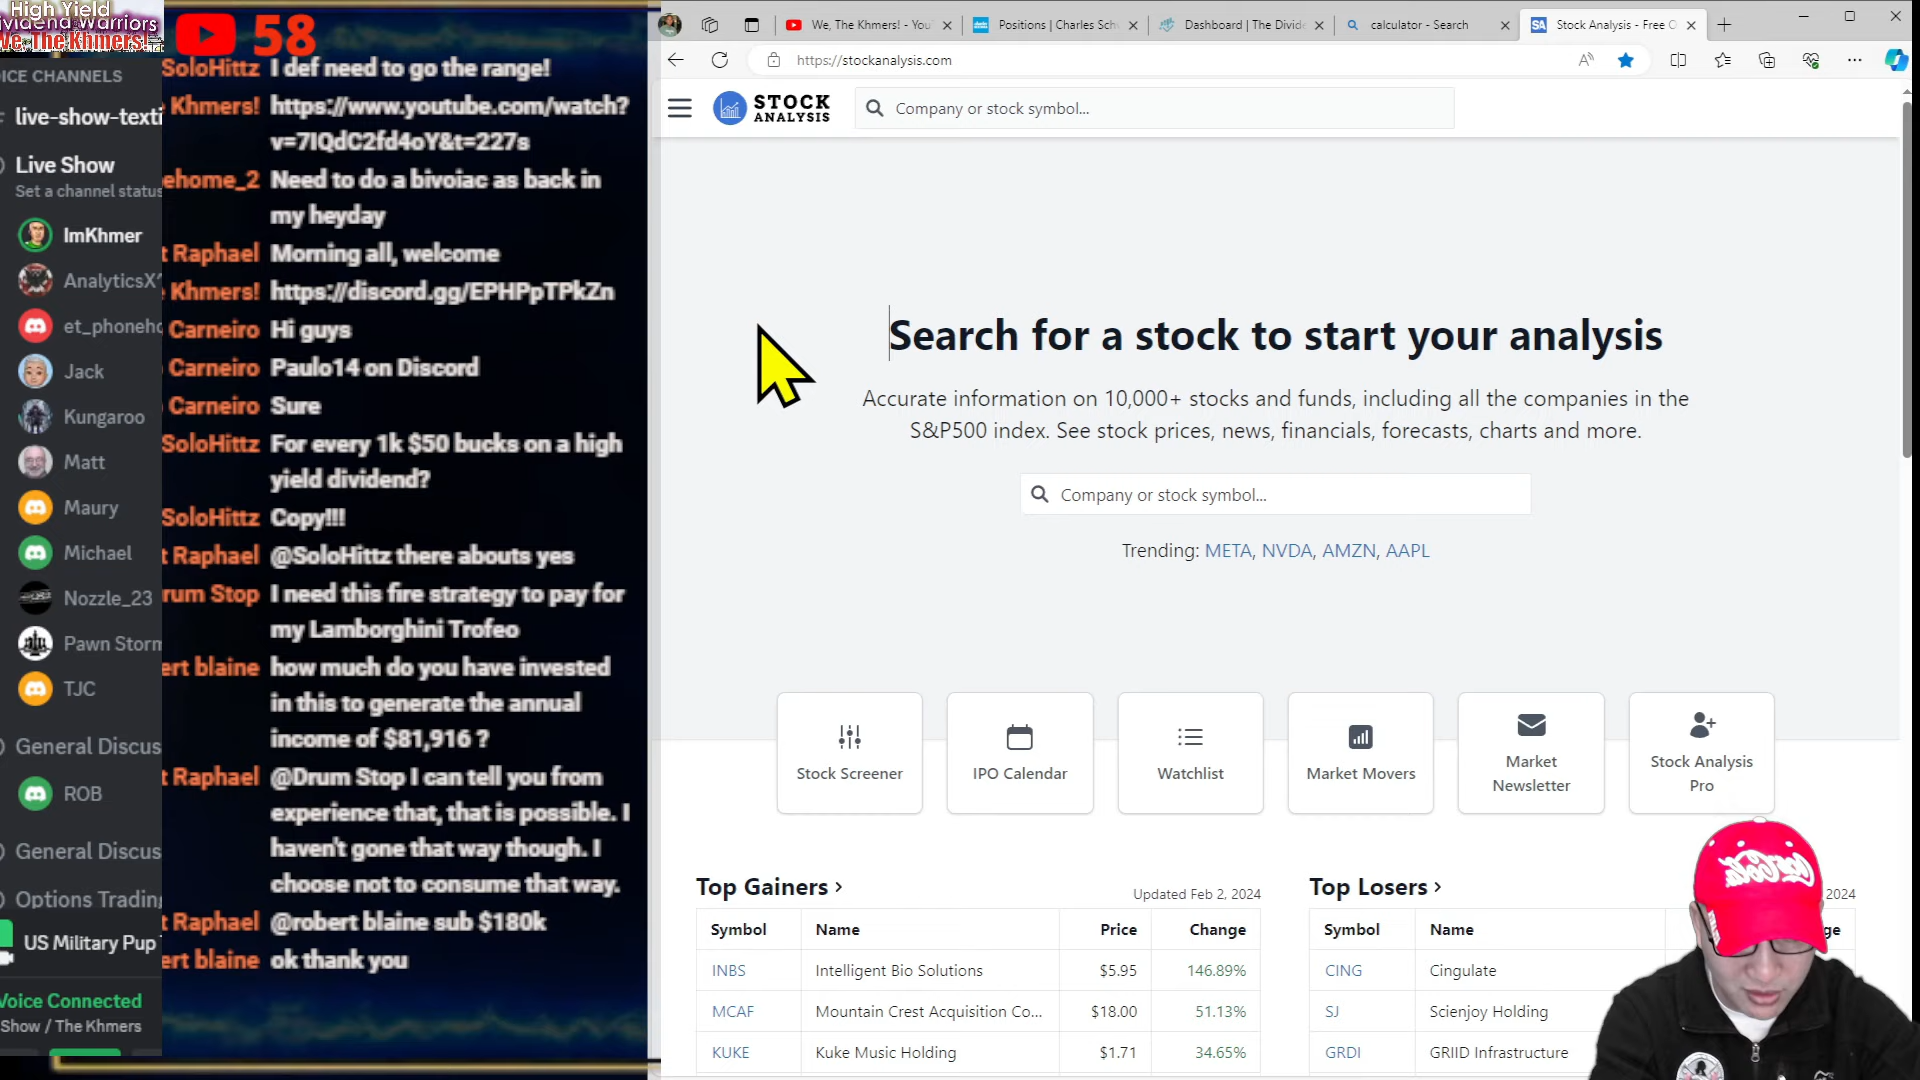 High Yield
Dividend Warriors
We, The Khmers!
OICE CHANNELS
live-show-texti
Live Show
Set a channel status
ImKhmer
AnalyticsX
et_phoneho
Jack
Kungaroo
Matt
Maury
Michael
Nozzle_23
Pawn Storm
TJC
General Discus
ROB
General Discus
Options Trading
US Military Pup
Voice Connected
Show / The Khmers
58
SoloHittz I def need to go the range!
Khmers! https://www.youtube.com/watch?
v=7IQdC2fd4oY&t=227s
ehome_2 Need to do a bivoiac as back in
my heyday
t Raphael Morning all, welcome
Khmers! https://discord.gg/EPHPpTPkZn
Carneiro Hi guys
Carneiro Paulo14 on Discord
Carneiro Sure
SoloHittz For every 1k $50 bucks on a high
yield dividend?
SoloHittz Copy!!!
t Raphael @SoloHittz there abouts yes
rum Stop I need this fire strategy to pay for
my Lamborghini Trofeo
ert blaine how much do you have invested
in this to generate the annual
income of $81,916 ?
t Raphael @Drum Stop I can tell you from
experience that, that is possible. I
haven't gone that way though. I
choose not to consume that way.
t Raphael @robert blaine sub $180k
ert blaine ok thank you
We, The Khmers! - You
Positions | Charles Sch
Dashboard | The Divide
calculator - Search
Stock Analysis - Free O
https://stockanalysis.com
STOCK
ANALYSIS
Company or stock symbol...
Search for a stock to start your analysis
Accurate information on 10,000+ stocks and funds, including all the companies in the
S&P500 index. See stock prices, news, financials, forecasts, charts and more.
Company or stock symbol...
Trending: META, NVDA, AMZN, AAPL
Stock Screener
IPO Calendar
Watchlist
Market Movers
Market
Newsletter
Stock Analysis
Pro
Top Gainers >
Updated Feb 2, 2024
Symbol Name Price Change
INBS Intelligent Bio Solutions $5.95 146.89%
MCAF Mountain Crest Acquisition Co... $18.00 51.13%
KUKE Kuke Music Holding $1.71 34.65%
Top Losers >
2024
Symbol Name ge
CING Cingulate
SJ Scienjoy Holding
GRDI GRIID Infrastructure
Coca-Cola